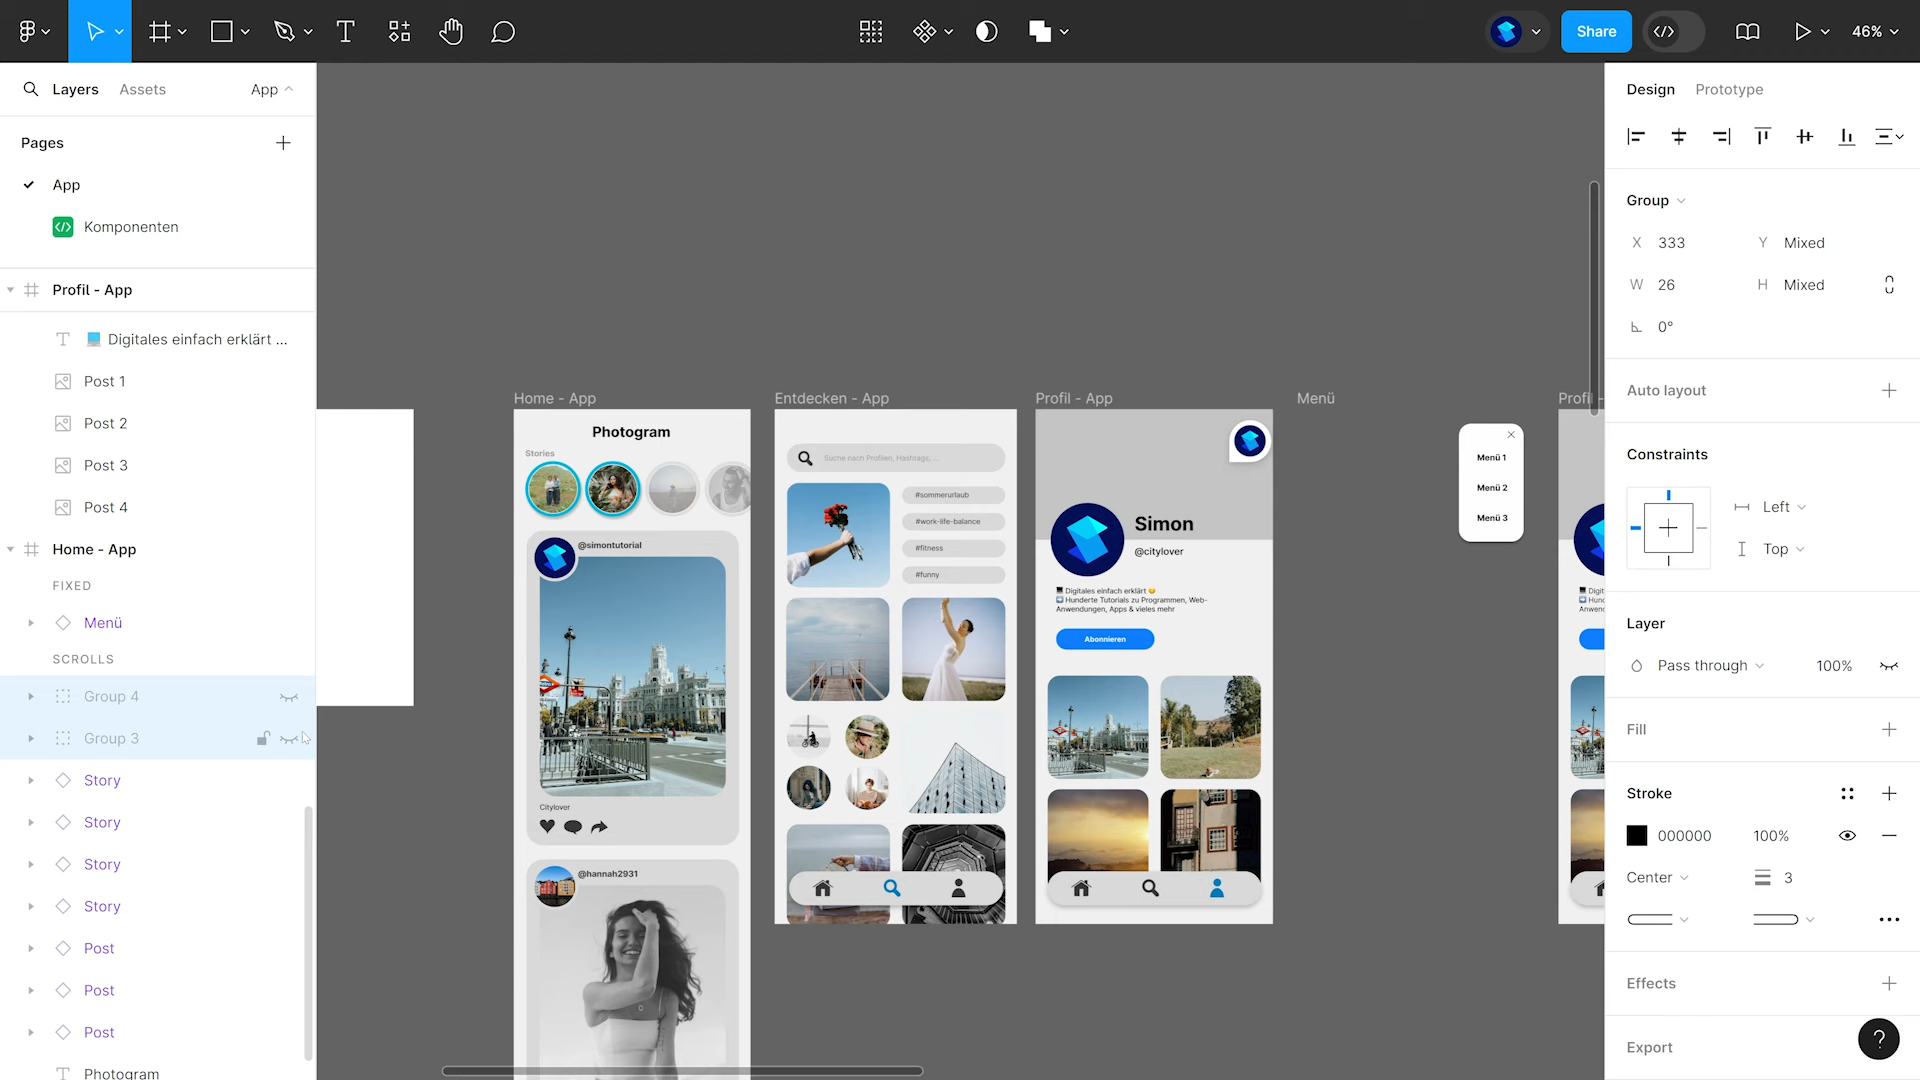 Share
46%
Layers
Assets
App
Pages
App
Komponenten
Profil - App
Digitales einfach erklärt ...
Post 1
Post 2
Post 3
Post 4
Home - App
FIXED
Menü
SCROLLS
Group 4
Group 3
Story
Story
Story
Story
Post
Post
Post
Photogram
Home - App
Photogram
Stories
@simontutorial
Citylover
@hannah2931
Entdecken - App
Suche nach Profilen, Hashtags, ...
#sommerurlaub
#work-life-balance
#fitness
#funny
Profil - App
Simon
@citylover
Digitales einfach erklärt
Hunderte Tutorials zu Programmen, Web-
Anwendungen, Apps & vieles mehr
Abonnieren
Menü
Menü 1
Menü 2
Menü 3
Profil -
Digit
Hund
Anwe
Design
Prototype
Group
X 333
Y Mixed
W 26
H Mixed
0°
Auto layout
Constraints
Left
Top
Layer
Pass through
100%
Fill
Stroke
000000
100%
Center
3
Effects
Export
?